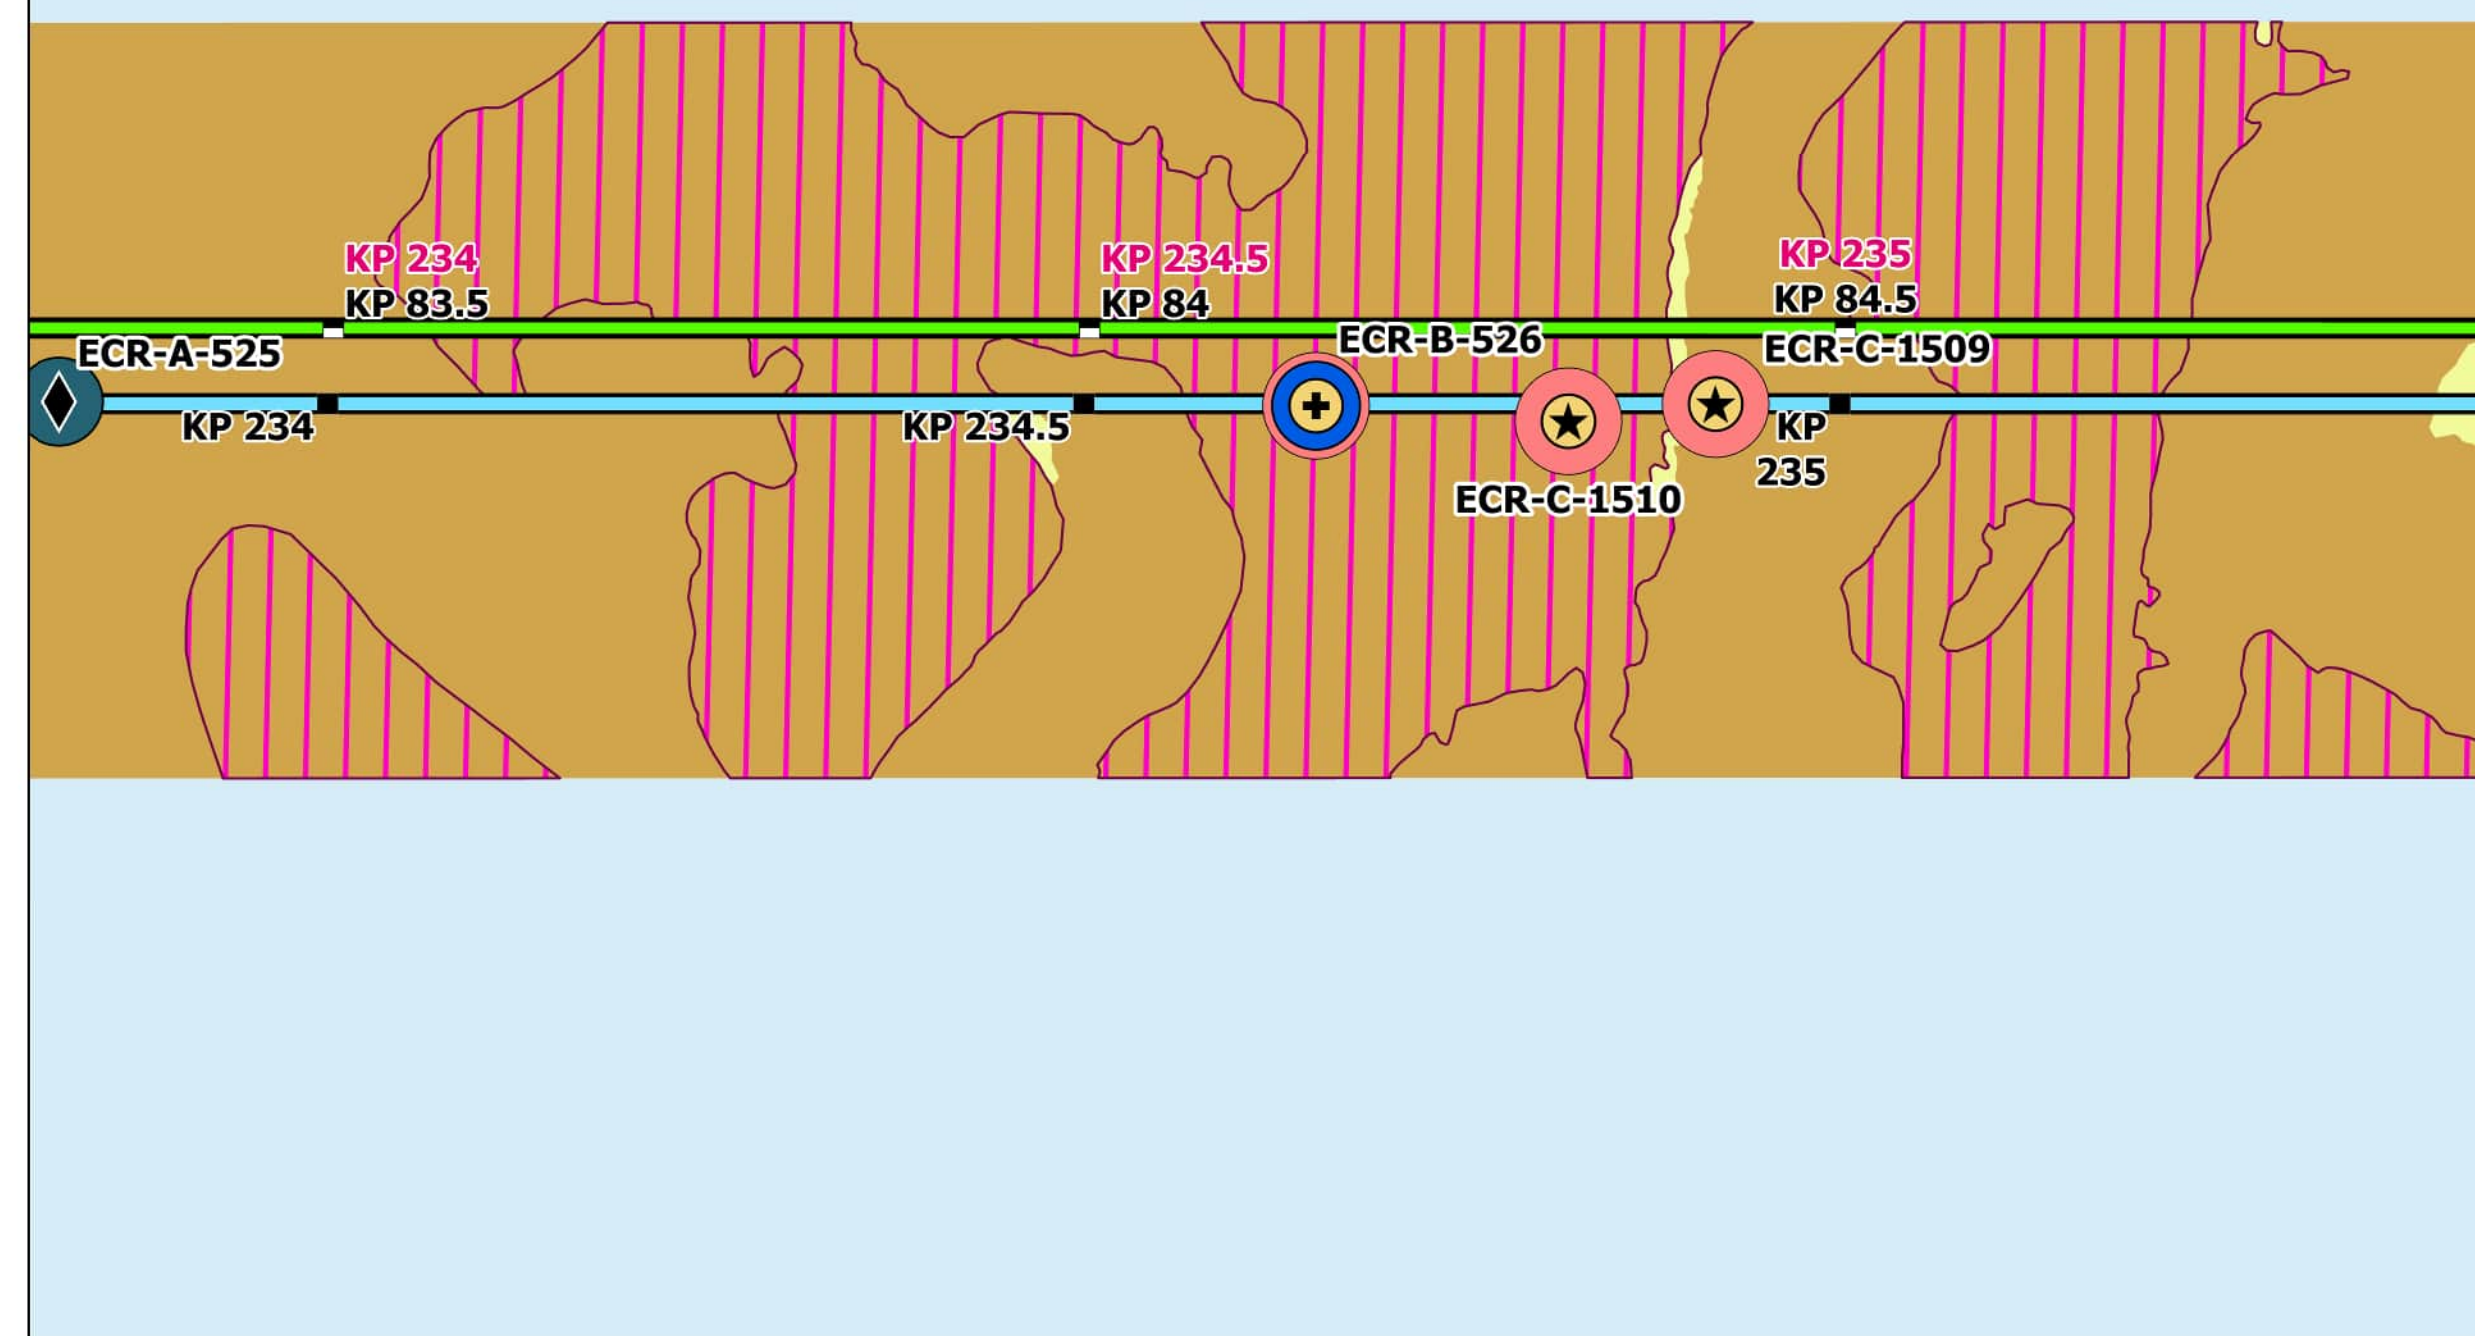 KP 234
KP 83.5
KP 234.5
KP 84
KP 235
KP 84.5
ECR-A-525
ECR-B-526
ECR-C-1509
KP 234
KP 234.5
KP
235
ECR-C-1510